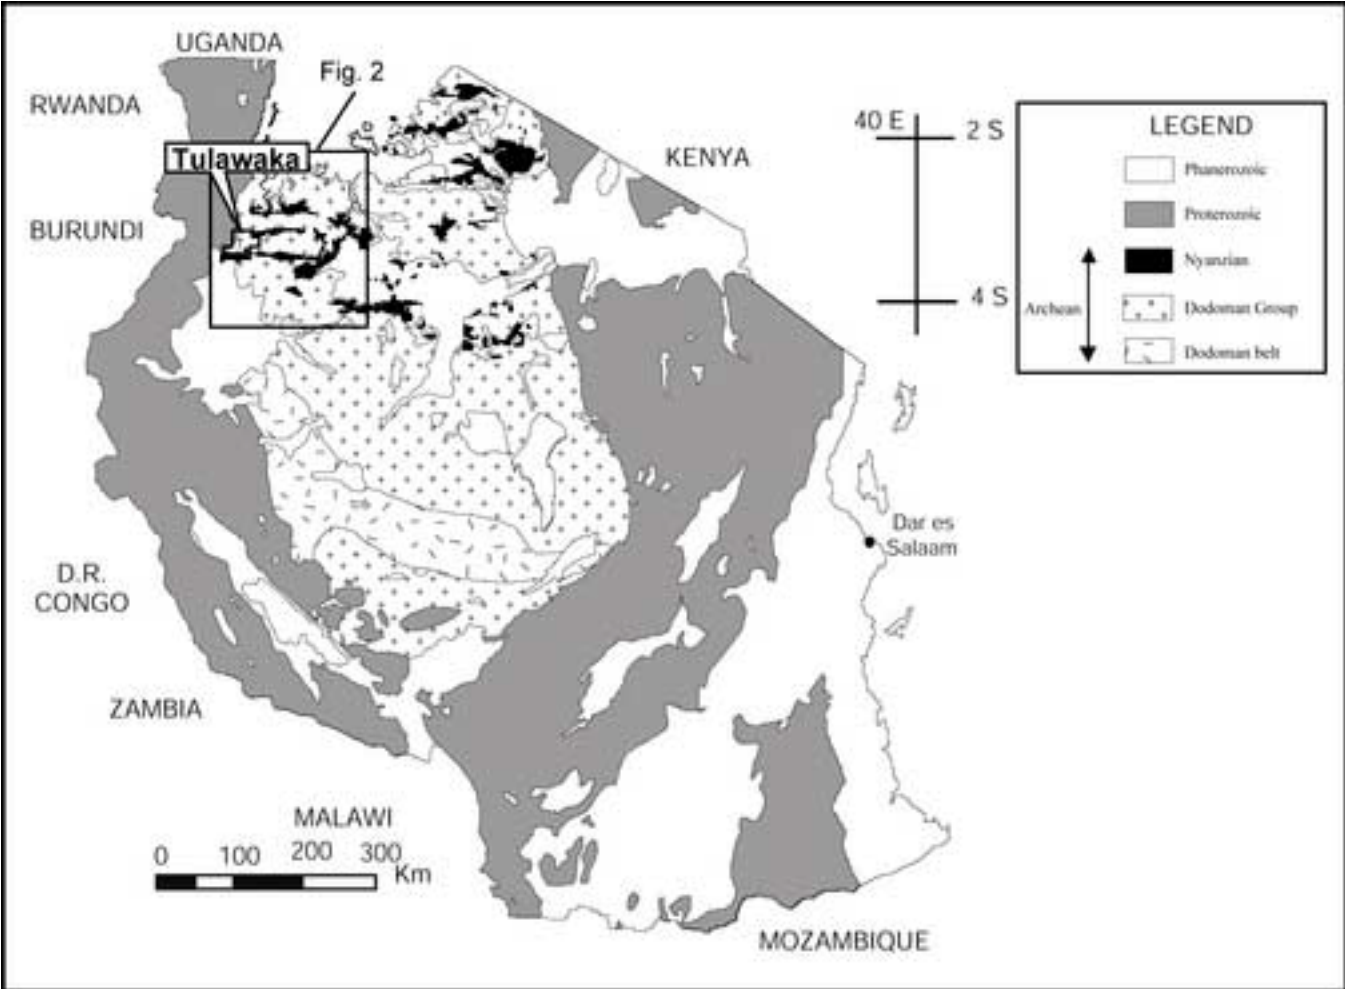 UGANDA
Fig. 2
RWANDA
Tulawaka
BURUNDI
KENYA
40 E
2 S
4 S
LEGEND
Phanerozoic
Proterozoic
Nyanzian
Archean
Dodoman Group
Dodoman belt
Dar es
Salaam
D.R.
CONGO
ZAMBIA
MALAWI
0 100 200 300
Km
MOZAMBIQUE